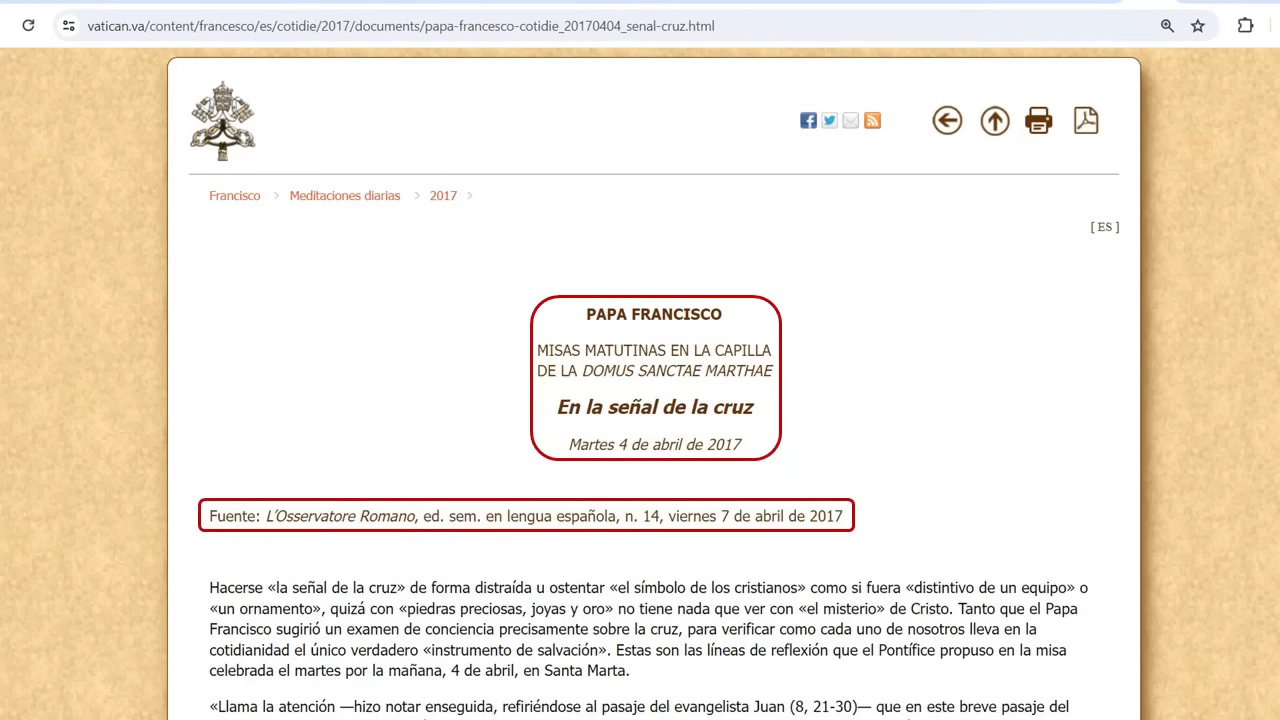 vatican.va/content/francesco/es/cotidie/2017/documents/papa-francesco-cotidie_20170404_senal-cruz.html
Francisco > Meditaciones diarias > 2017 >
[ ES ]
PAPA FRANCISCO
MISAS MATUTINAS EN LA CAPILLA
DE LA DOMUS SANCTAE MARTHAE
En la señal de la cruz
Martes 4 de abril de 2017
Fuente: L’Osservatore Romano, ed. sem. en lengua española, n. 14, viernes 7 de abril de 2017
Hacerse «la señal de la cruz» de forma distraída u ostentar «el símbolo de los cristianos» como si fuera «distintivo de un equipo» o
«un ornamento», quizá con «piedras preciosas, joyas y oro» no tiene nada que ver con «el misterio» de Cristo. Tanto que el Papa
Francisco sugirió un examen de conciencia precisamente sobre la cruz, para verificar como cada uno de nosotros lleva en la
cotidianidad el único verdadero «instrumento de salvación». Estas son las líneas de reflexión que el Pontífice propuso en la misa
celebrada el martes por la mañana, 4 de abril, en Santa Marta.
«Llama la atención —hizo notar enseguida, refiriéndose al pasaje del evangelista Juan (8, 21-30)— que en este breve pasaje del